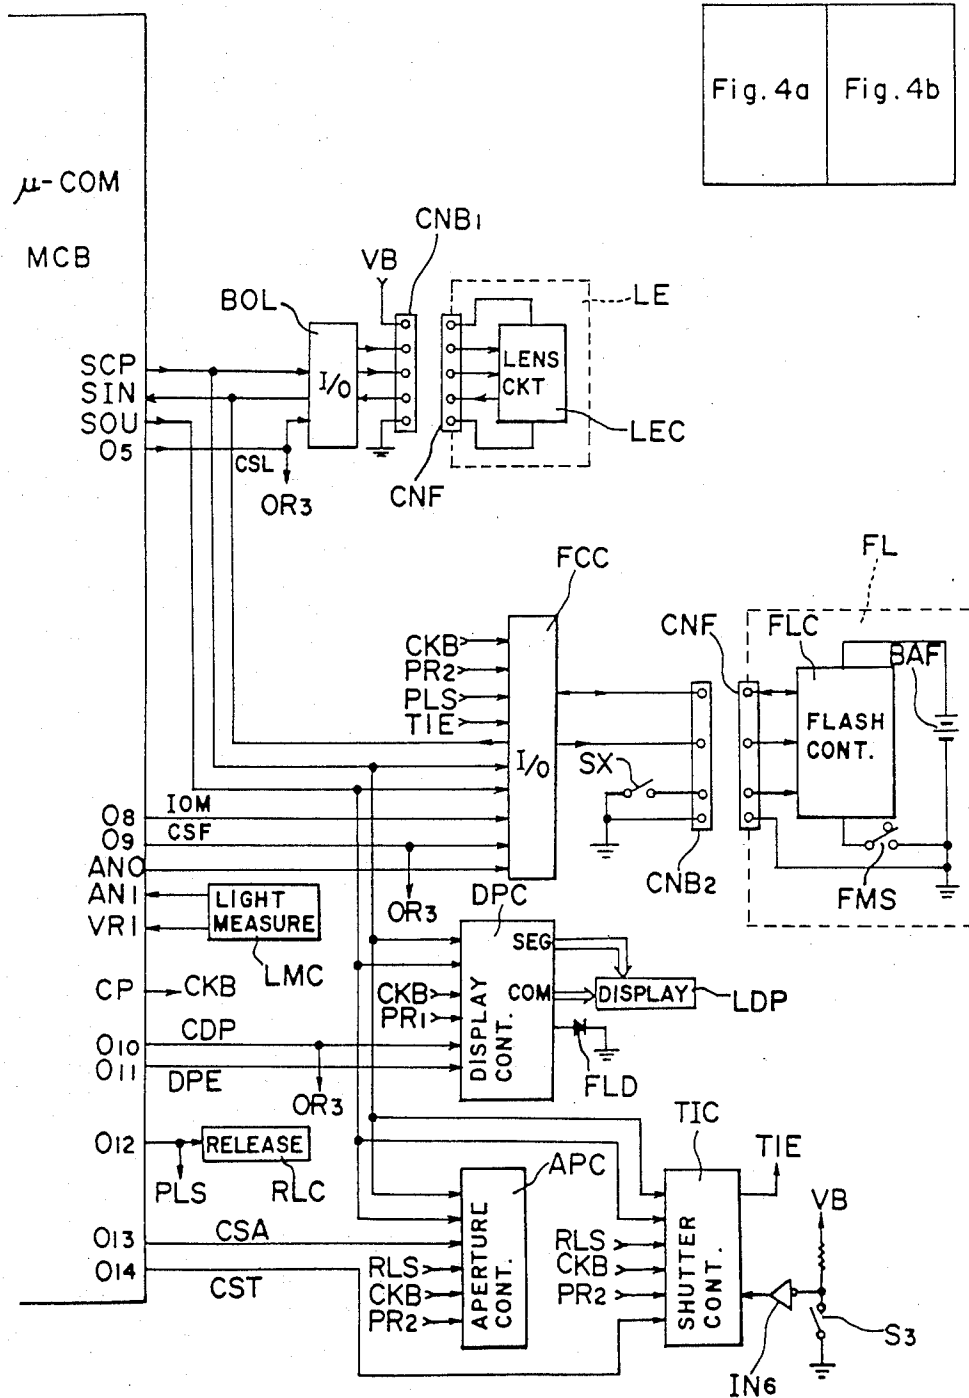 Fig. 4a Fig. 4b
μ-COM
MCB
CNB1
VB
LE
BOL
SCP
SIN
SOU
O5
I/O
LENS
CKT
LEC
CSL
OR3
CNF
FCC
FL
CKB
PR2
PLS
TIE
CNF
FLC
BAF
FLASH
CONT.
I/O
SX
O8
IOM
O9
CSF
ANO
AN1
VR1
LIGHT
MEASURE
LMC
OR3
CNB2
FMS
DPC
SEG
COM
DISPLAY
CONT.
DISPLAY
LDP
CP
CKB
CKB
PR1
O10
CDP
O11
DPE
OR3
FLD
O12
RELEASE
PLS
RLC
APC
TIC
TIE
VB
O13
CSA
O14
CST
RLS
CKB
PR2
APERTURE
CONT.
RLS
CKB
PR2
SHUTTER
CONT.
IN6
S3